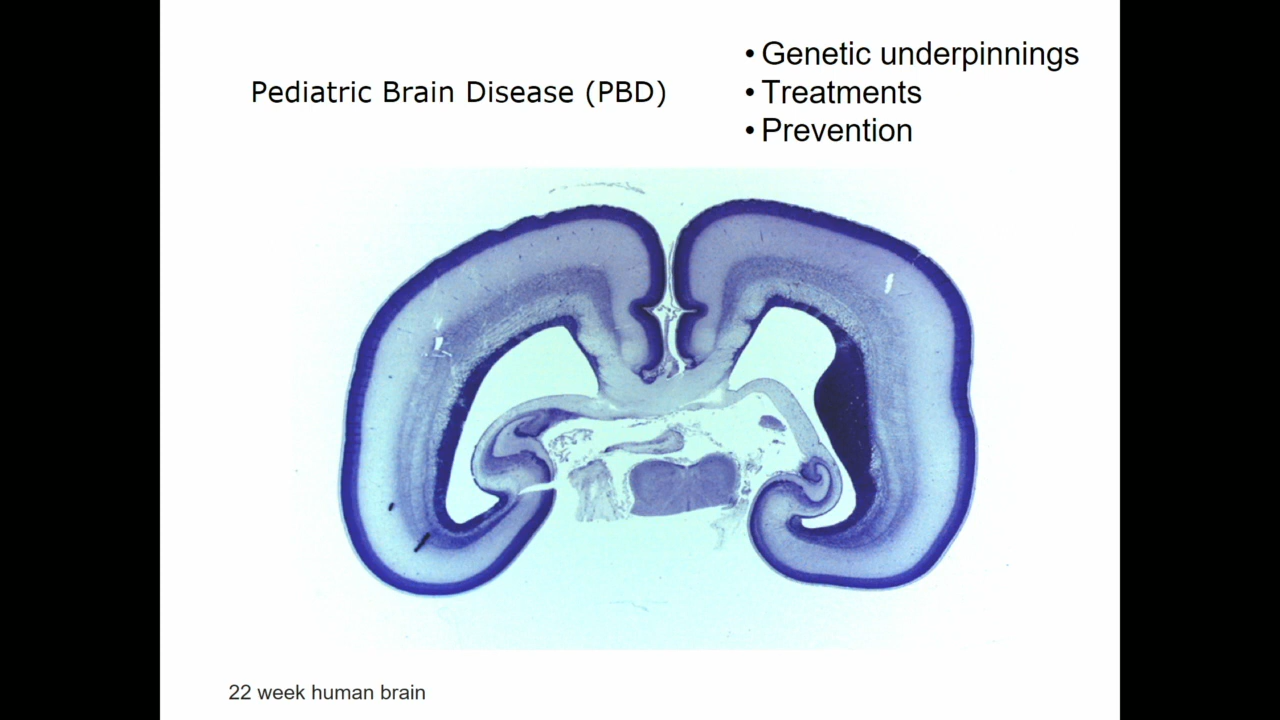 Pediatric Brain Disease (PBD)
• Genetic underpinnings
• Treatments
• Prevention
22 week human brain